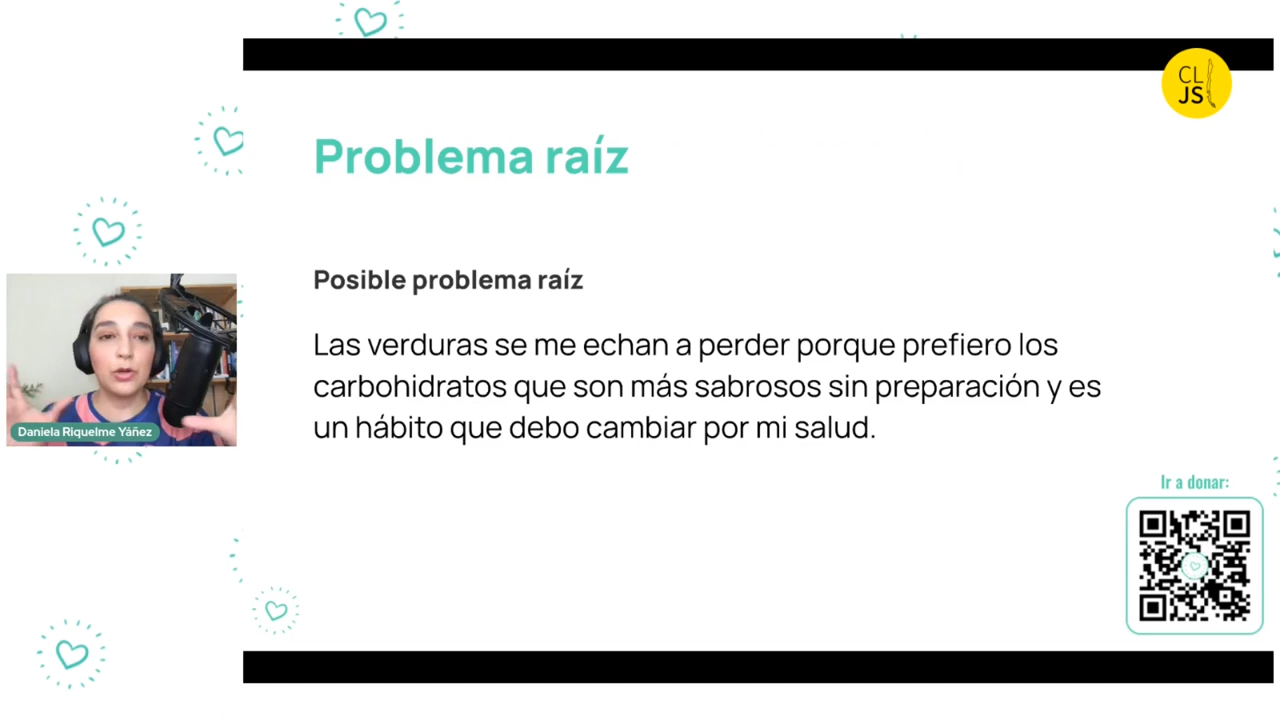 CL
JS
Problema raíz
Posible problema raíz
Las verduras se me echan a perder porque prefiero los
carbohidratos que son más sabrosos sin preparación y es
un hábito que debo cambiar por mi salud.
Daniela Riquelme Yáñez
Ir a donar: